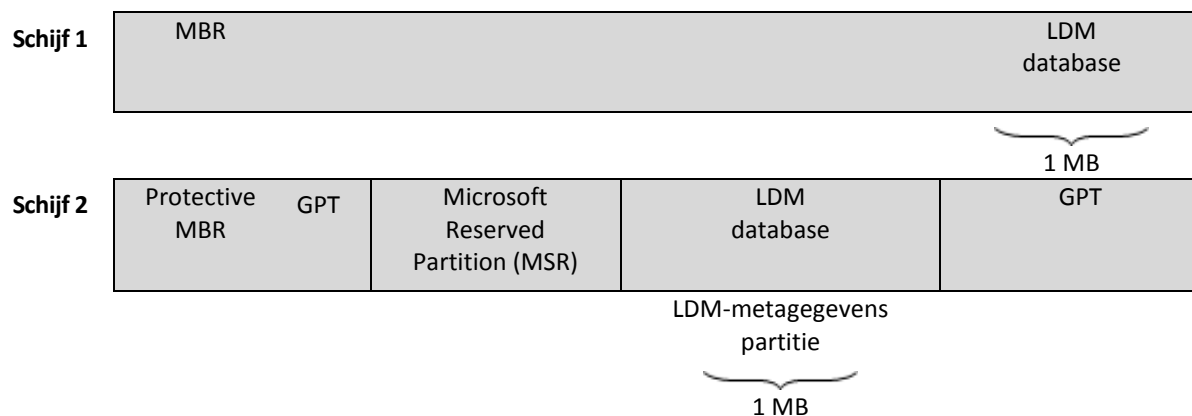 Schijf 1
MBR
LDM
database
1 MB
Schijf 2
Protective
MBR
GPT
Microsoft
Reserved
Partition (MSR)
LDM
database
GPT
LDM-metagegevens
partitie
1 MB